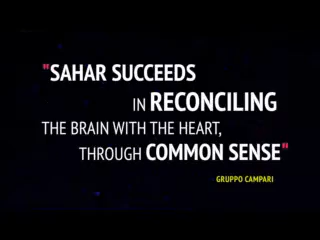 "SAHAR SUCCEEDS
IN RECONCILING
THE BRAIN WITH THE HEART,
THROUGH COMMON SENSE"
GRUPPO CAMPARI